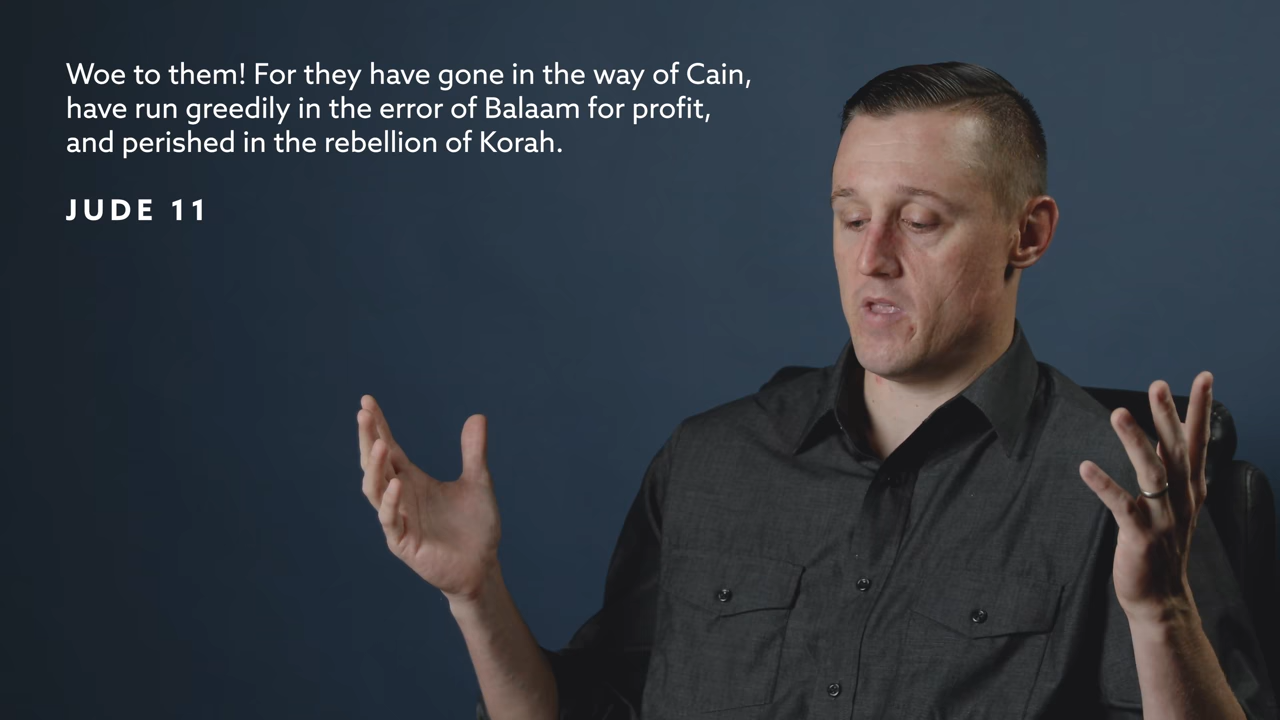 Woe to them! For they have gone in the way of Cain,
have run greedily in the error of Balaam for profit,
and perished in the rebellion of Korah.
JUDE 11